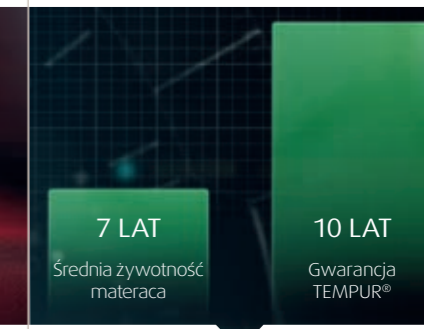 7 LAT
Średnia żywotność
materaca
10 LAT
Gwarancja
TEMPUR®